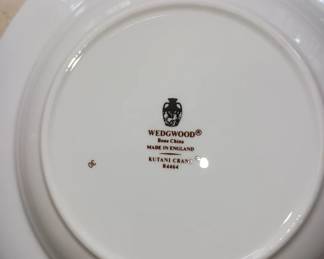 WEDGWOOD®
Bone China
MADE IN ENGLAND
KUTANI CRANE
R4464